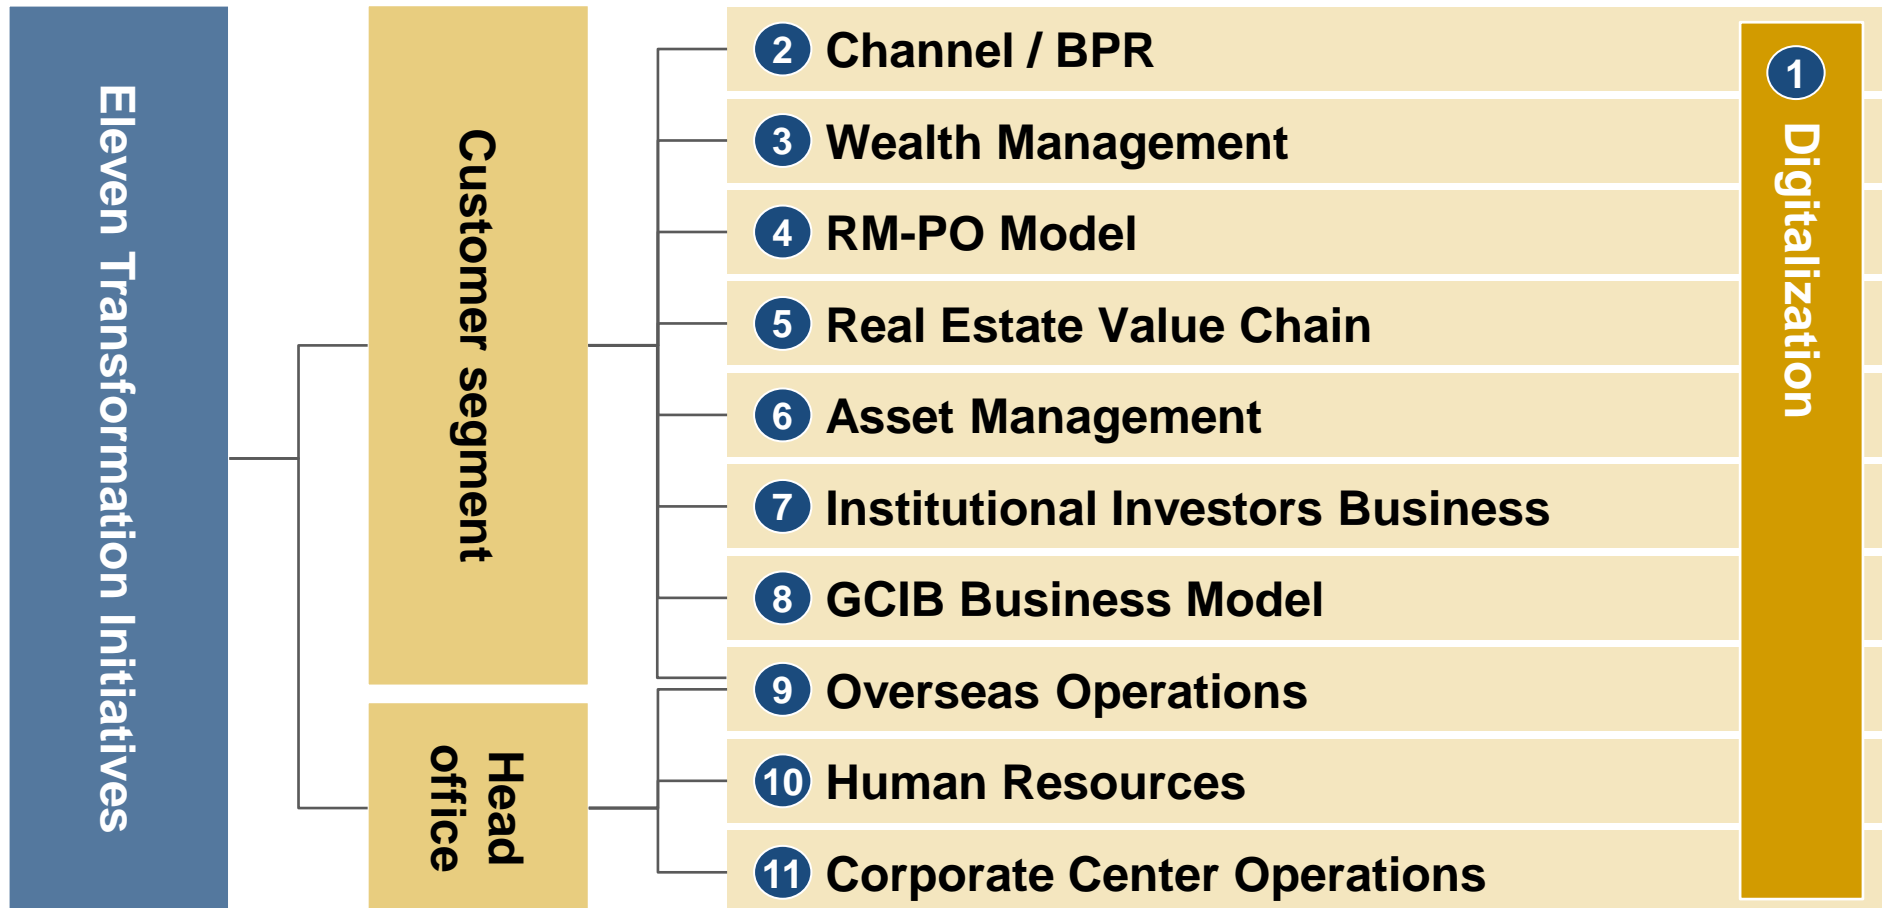 Eleven Transformation Initiatives
Customer segment
Head
office
2 Channel / BPR
3 Wealth Management
4 RM-PO Model
5 Real Estate Value Chain
6 Asset Management
7 Institutional Investors Business
8 GCIB Business Model
9 Overseas Operations
10 Human Resources
11 Corporate Center Operations
1 Digitalization